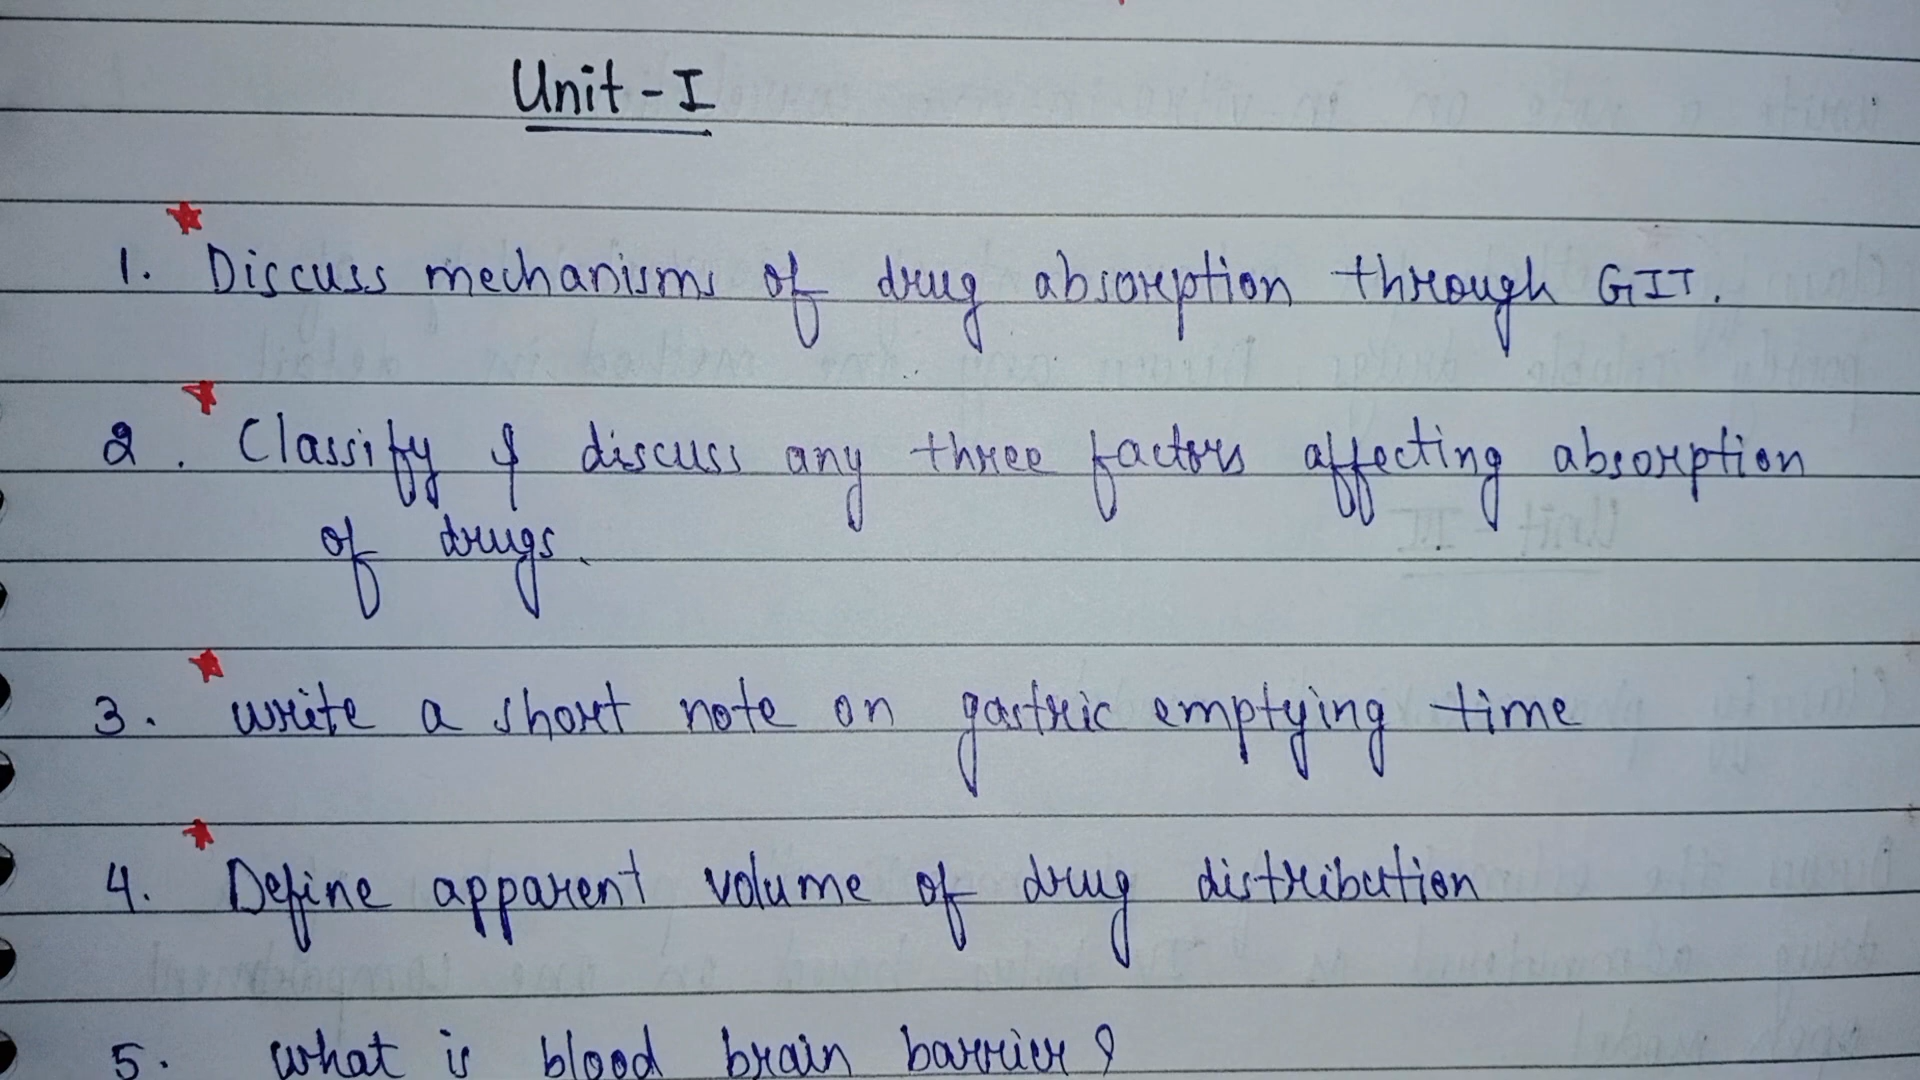 Unit - I
1. Discuss mechanisms of drug absorption through GIT.
2. Classify & discuss any three factors affecting absorption
of drugs.
3. write a short note on gastric emptying time
4. Define apparent volume of drug distribution
5. what is blood brain barrier?